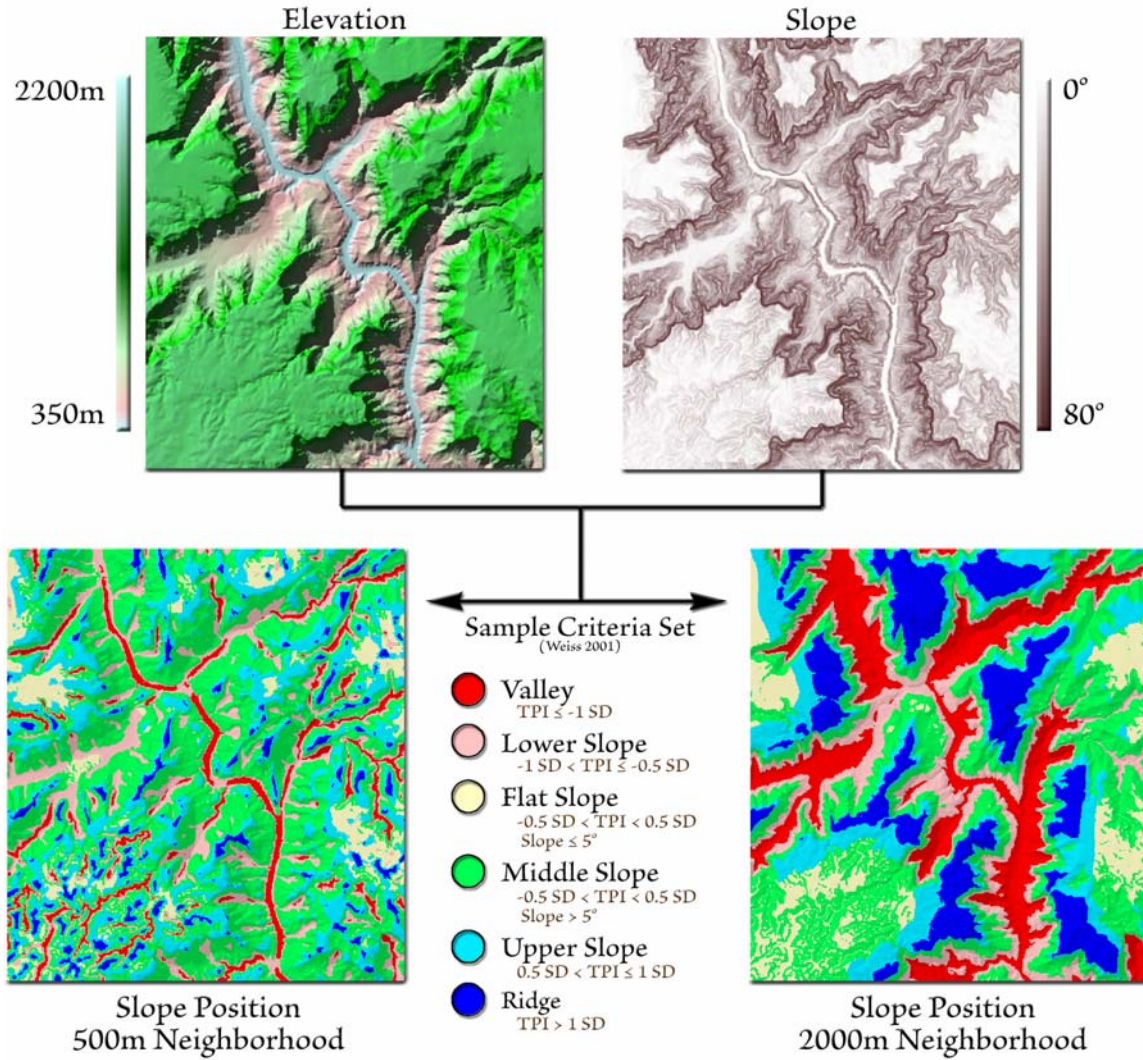 Elevation
Slope
2200m
350m
0°
80°
Sample Criteria Set
(Weiss 2001)
Valley
TPI ≤ -1 SD
Lower Slope
-1 SD < TPI ≤ -0.5 SD
Flat Slope
-0.5 SD < TPI < 0.5 SD
Slope ≤ 5°
Middle Slope
-0.5 SD < TPI < 0.5 SD
Slope > 5°
Upper Slope
0.5 SD < TPI ≤ 1 SD
Ridge
TPI > 1 SD
Slope Position
500m Neighborhood
Slope Position
2000m Neighborhood